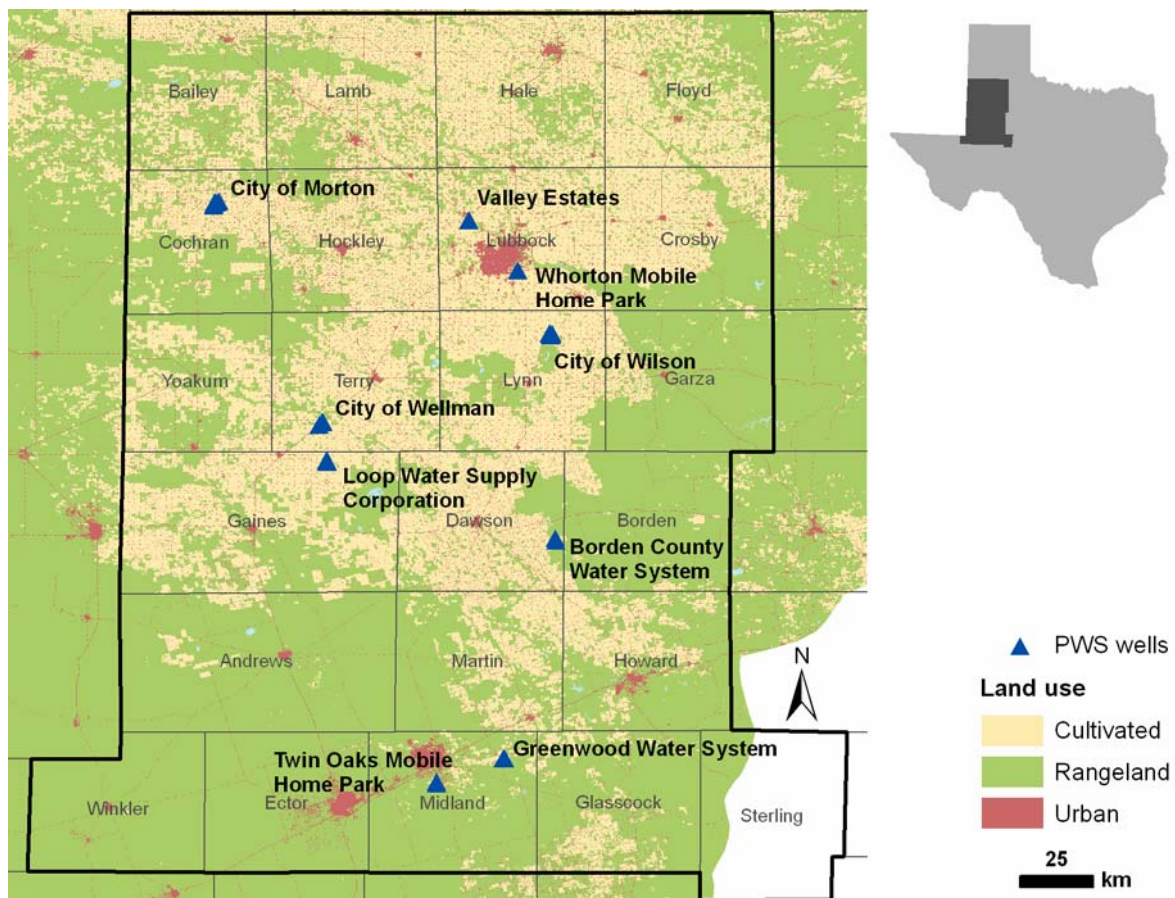 Bailey
Lamb
Hale
Floyd
City of Morton
Valley Estates
Cochran
Hockley
Lubbock
Crosby
Whorton Mobile
Home Park
City of Wilson
Yoakum
Terry
Lynn
Garza
City of Wellman
Loop Water Supply
Corporation
Gaines
Dawson
Borden
Borden County
Water System
Andrews
Martin
Howard
Twin Oaks Mobile
Home Park
Greenwood Water System
Winkler
Ector
Midland
Glasscock
Sterling
N
PWS wells
Land use
Cultivated
Rangeland
Urban
25
km